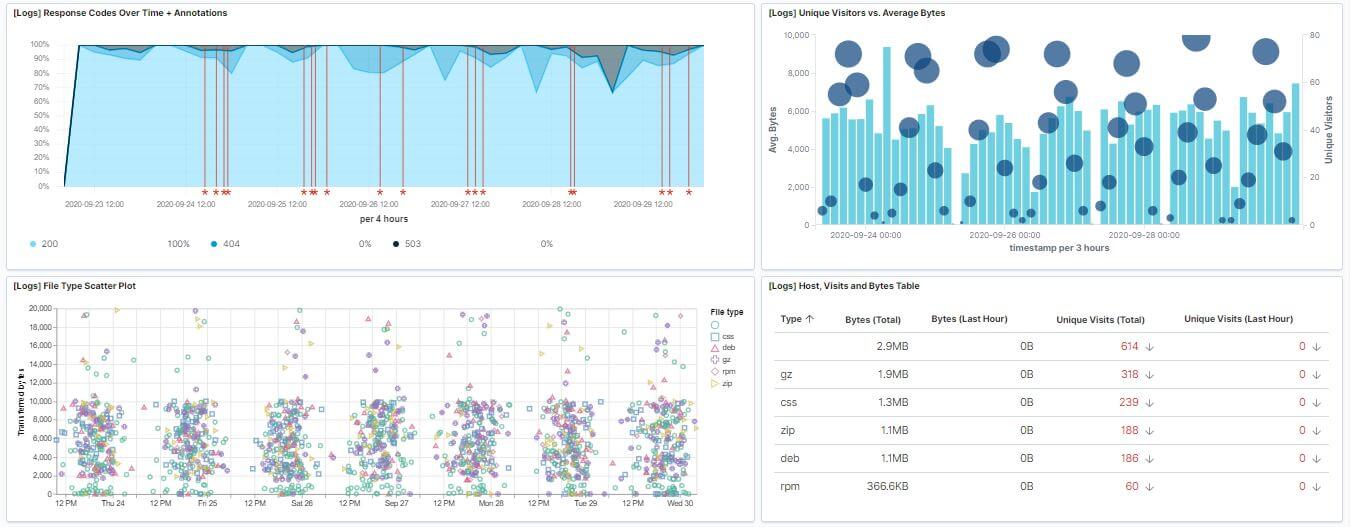 [Logs] Response Codes Over Time + Annotations
100%
90%
80%
70%
60%
50%
40%
30%
20%
10%
0%
2020-09-23 12:00 2020-09-24 12:00 2020-09-25 12:00 2020-09-26 12:00 2020-09-27 12:00 2020-09-28 12:00 2020-09-29 12:00
per 4 hours
200 100% 404 0% 503 0%
[Logs] Unique Visitors vs. Average Bytes
10,000 80
8,000
60
6,000
40
4,000
20
2,000
0 0
Avg. Bytes
Unique Visitors
2020-09-24 00:00 2020-09-26 00:00 2020-09-28 00:00
timestamp per 3 hours
[Logs] File Type Scatter Plot
20,000
18,000
16,000
14,000
12,000
10,000
8,000
6,000
4,000
2,000
0
Transferred bytes
12 PM Thu 24 12 PM Fri 25 12 PM Sat 26 12 PM Sep 27 12 PM Mon 28 12 PM Tue 29 12 PM Wed 30
File type
css
deb
gz
rpm
zip
[Logs] Host, Visits and Bytes Table
Type ↑ Bytes (Total) Bytes (Last Hour) Unique Visits (Total) Unique Visits (Last Hour)
2.9MB 0B 614 ↓ 0 ↓
gz 1.9MB 0B 318 ↓ 0 ↓
css 1.3MB 0B 239 ↓ 0 ↓
zip 1.1MB 0B 188 ↓ 0 ↓
deb 1.1MB 0B 186 ↓ 0 ↓
rpm 366.6KB 0B 60 ↓ 0 ↓